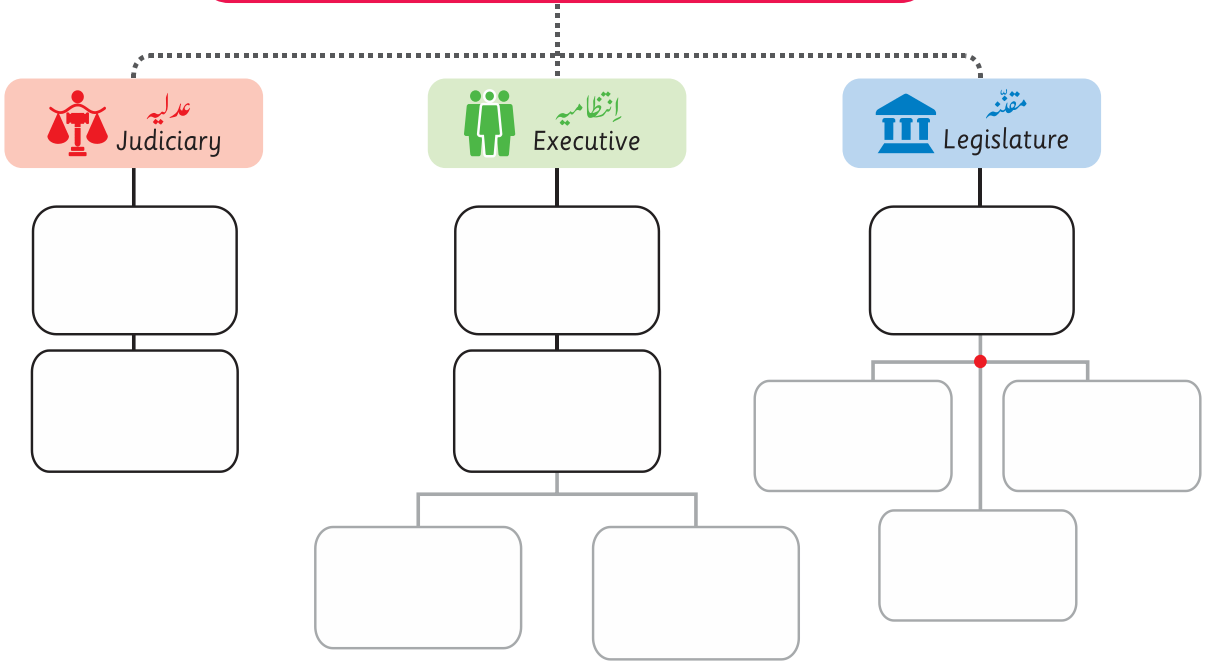 عدلیہ
Judiciary
اِنتظامیہ
Executive
مقنّنہ
Legislature